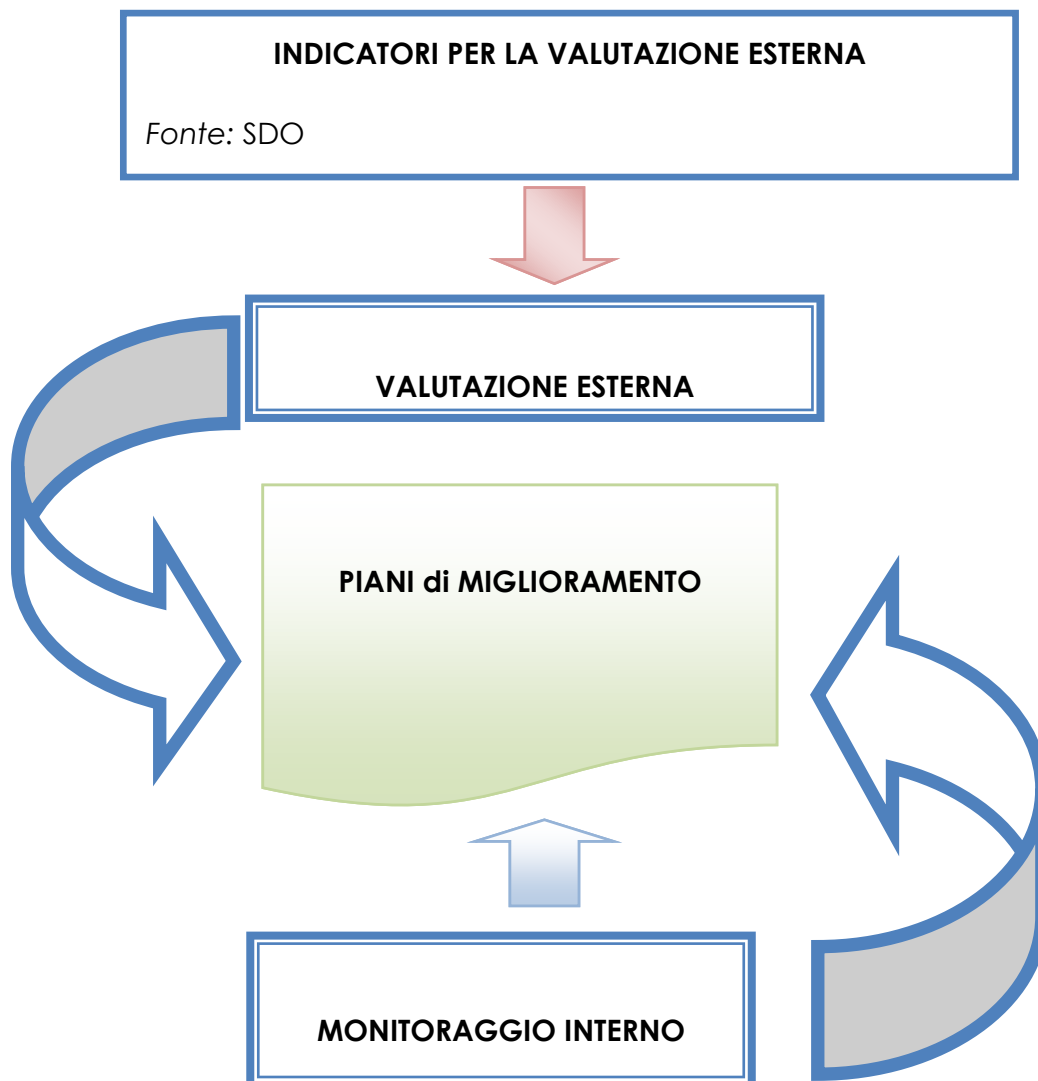 INDICATORI PER LA VALUTAZIONE ESTERNA
Fonte: SDO
VALUTAZIONE ESTERNA
PIANI di MIGLIORAMENTO
MONITORAGGIO INTERNO